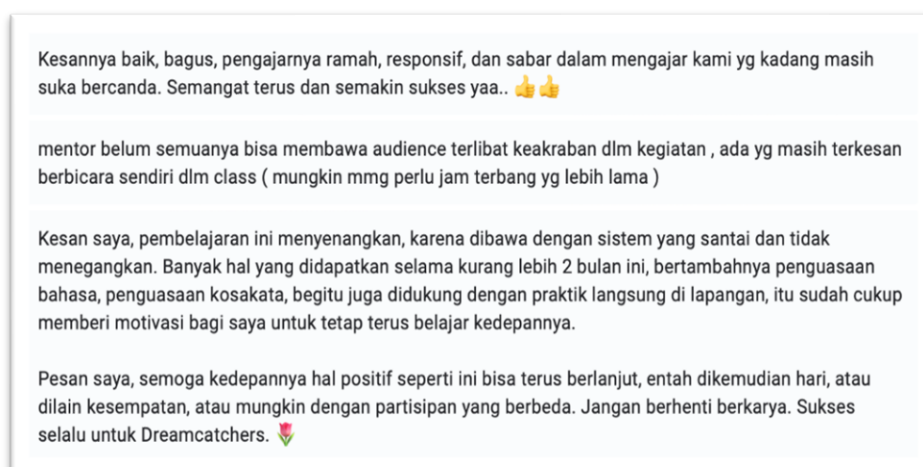 Kesannya baik, bagus, pengajarnya ramah, responsif, dan sabar dalam mengajar kami yg kadang masih
suka bercanda. Semangat terus dan semakin sukses yaa.. 👍👍
mentor belum semuanya bisa membawa audience terlibat keakraban dlm kegiatan , ada yg masih terkesan
berbicara sendiri dlm class ( mungkin mmg perlu jam terbang yg lebih lama )
Kesan saya, pembelajaran ini menyenangkan, karena dibawa dengan sistem yang santai dan tidak
menegangkan. Banyak hal yang didapatkan selama kurang lebih 2 bulan ini, bertambahnya penguasaan
bahasa, penguasaan kosakata, begitu juga didukung dengan praktik langsung di lapangan, itu sudah cukup
memberi motivasi bagi saya untuk tetap terus belajar kedepannya.
Pesan saya, semoga kedepannya hal positif seperti ini bisa terus berlanjut, entah dikemudian hari, atau
dilain kesempatan, atau mungkin dengan partisipan yang berbeda. Jangan berhenti berkarya. Sukses
selalu untuk Dreamcatchers. 🌷